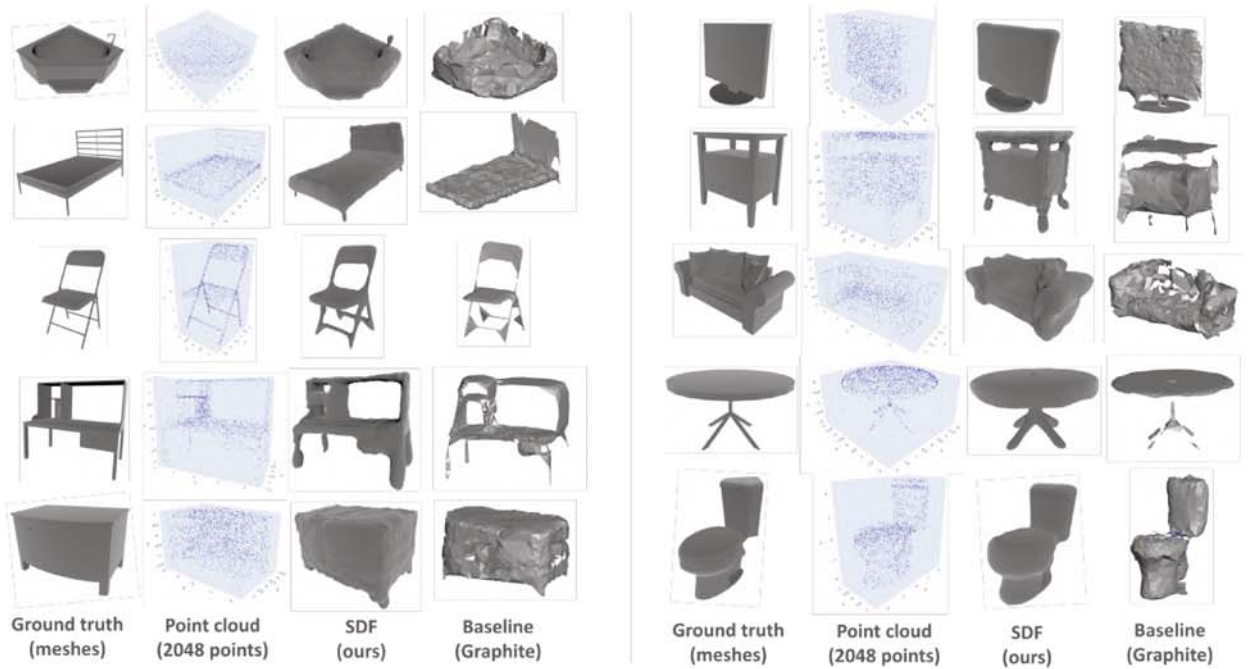 Ground truth Point cloud SDF Baseline
(meshes) (2048 points) (ours) (Graphite)
Ground truth Point cloud SDF Baseline
(meshes) (2048 points) (ours) (Graphite)